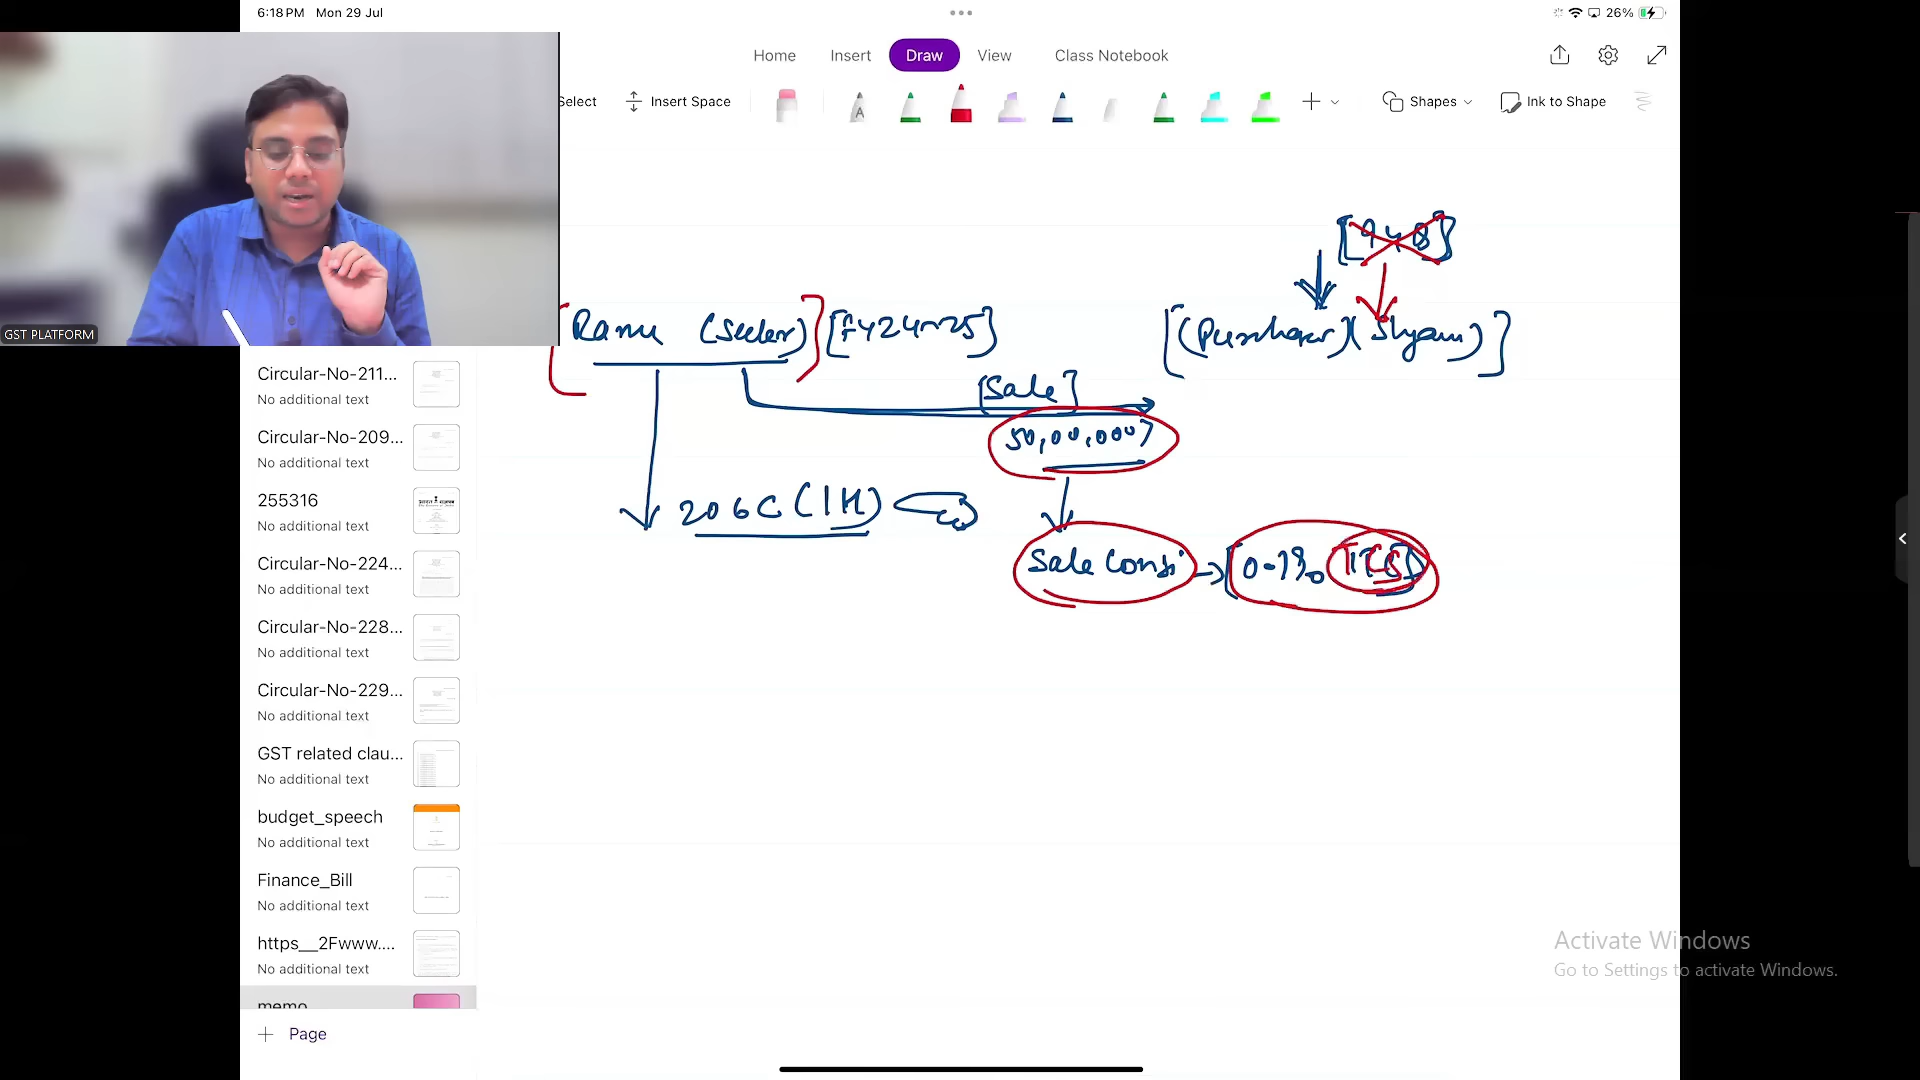 6:18 PM Mon 29 Jul
26%
Home Insert Draw View Class Notebook
Select Insert Space A Shapes Ink to Shape
GST PLATFORM
[948]
[Ramu (Seller)] [FY24-25] [(Purchaser)(Shyam)]
[Sale]
50,00,000
206C (1H)
Sale Consi → [0.1% TCS]
Circular-No-211...
No additional text
Circular-No-209...
No additional text
255316
No additional text
Circular-No-224...
No additional text
Circular-No-228...
No additional text
Circular-No-229...
No additional text
GST related clau...
No additional text
budget_speech
No additional text
Finance_Bill
No additional text
https__2Fwww....
No additional text
memo
Page
Activate Windows
Go to Settings to activate Windows.